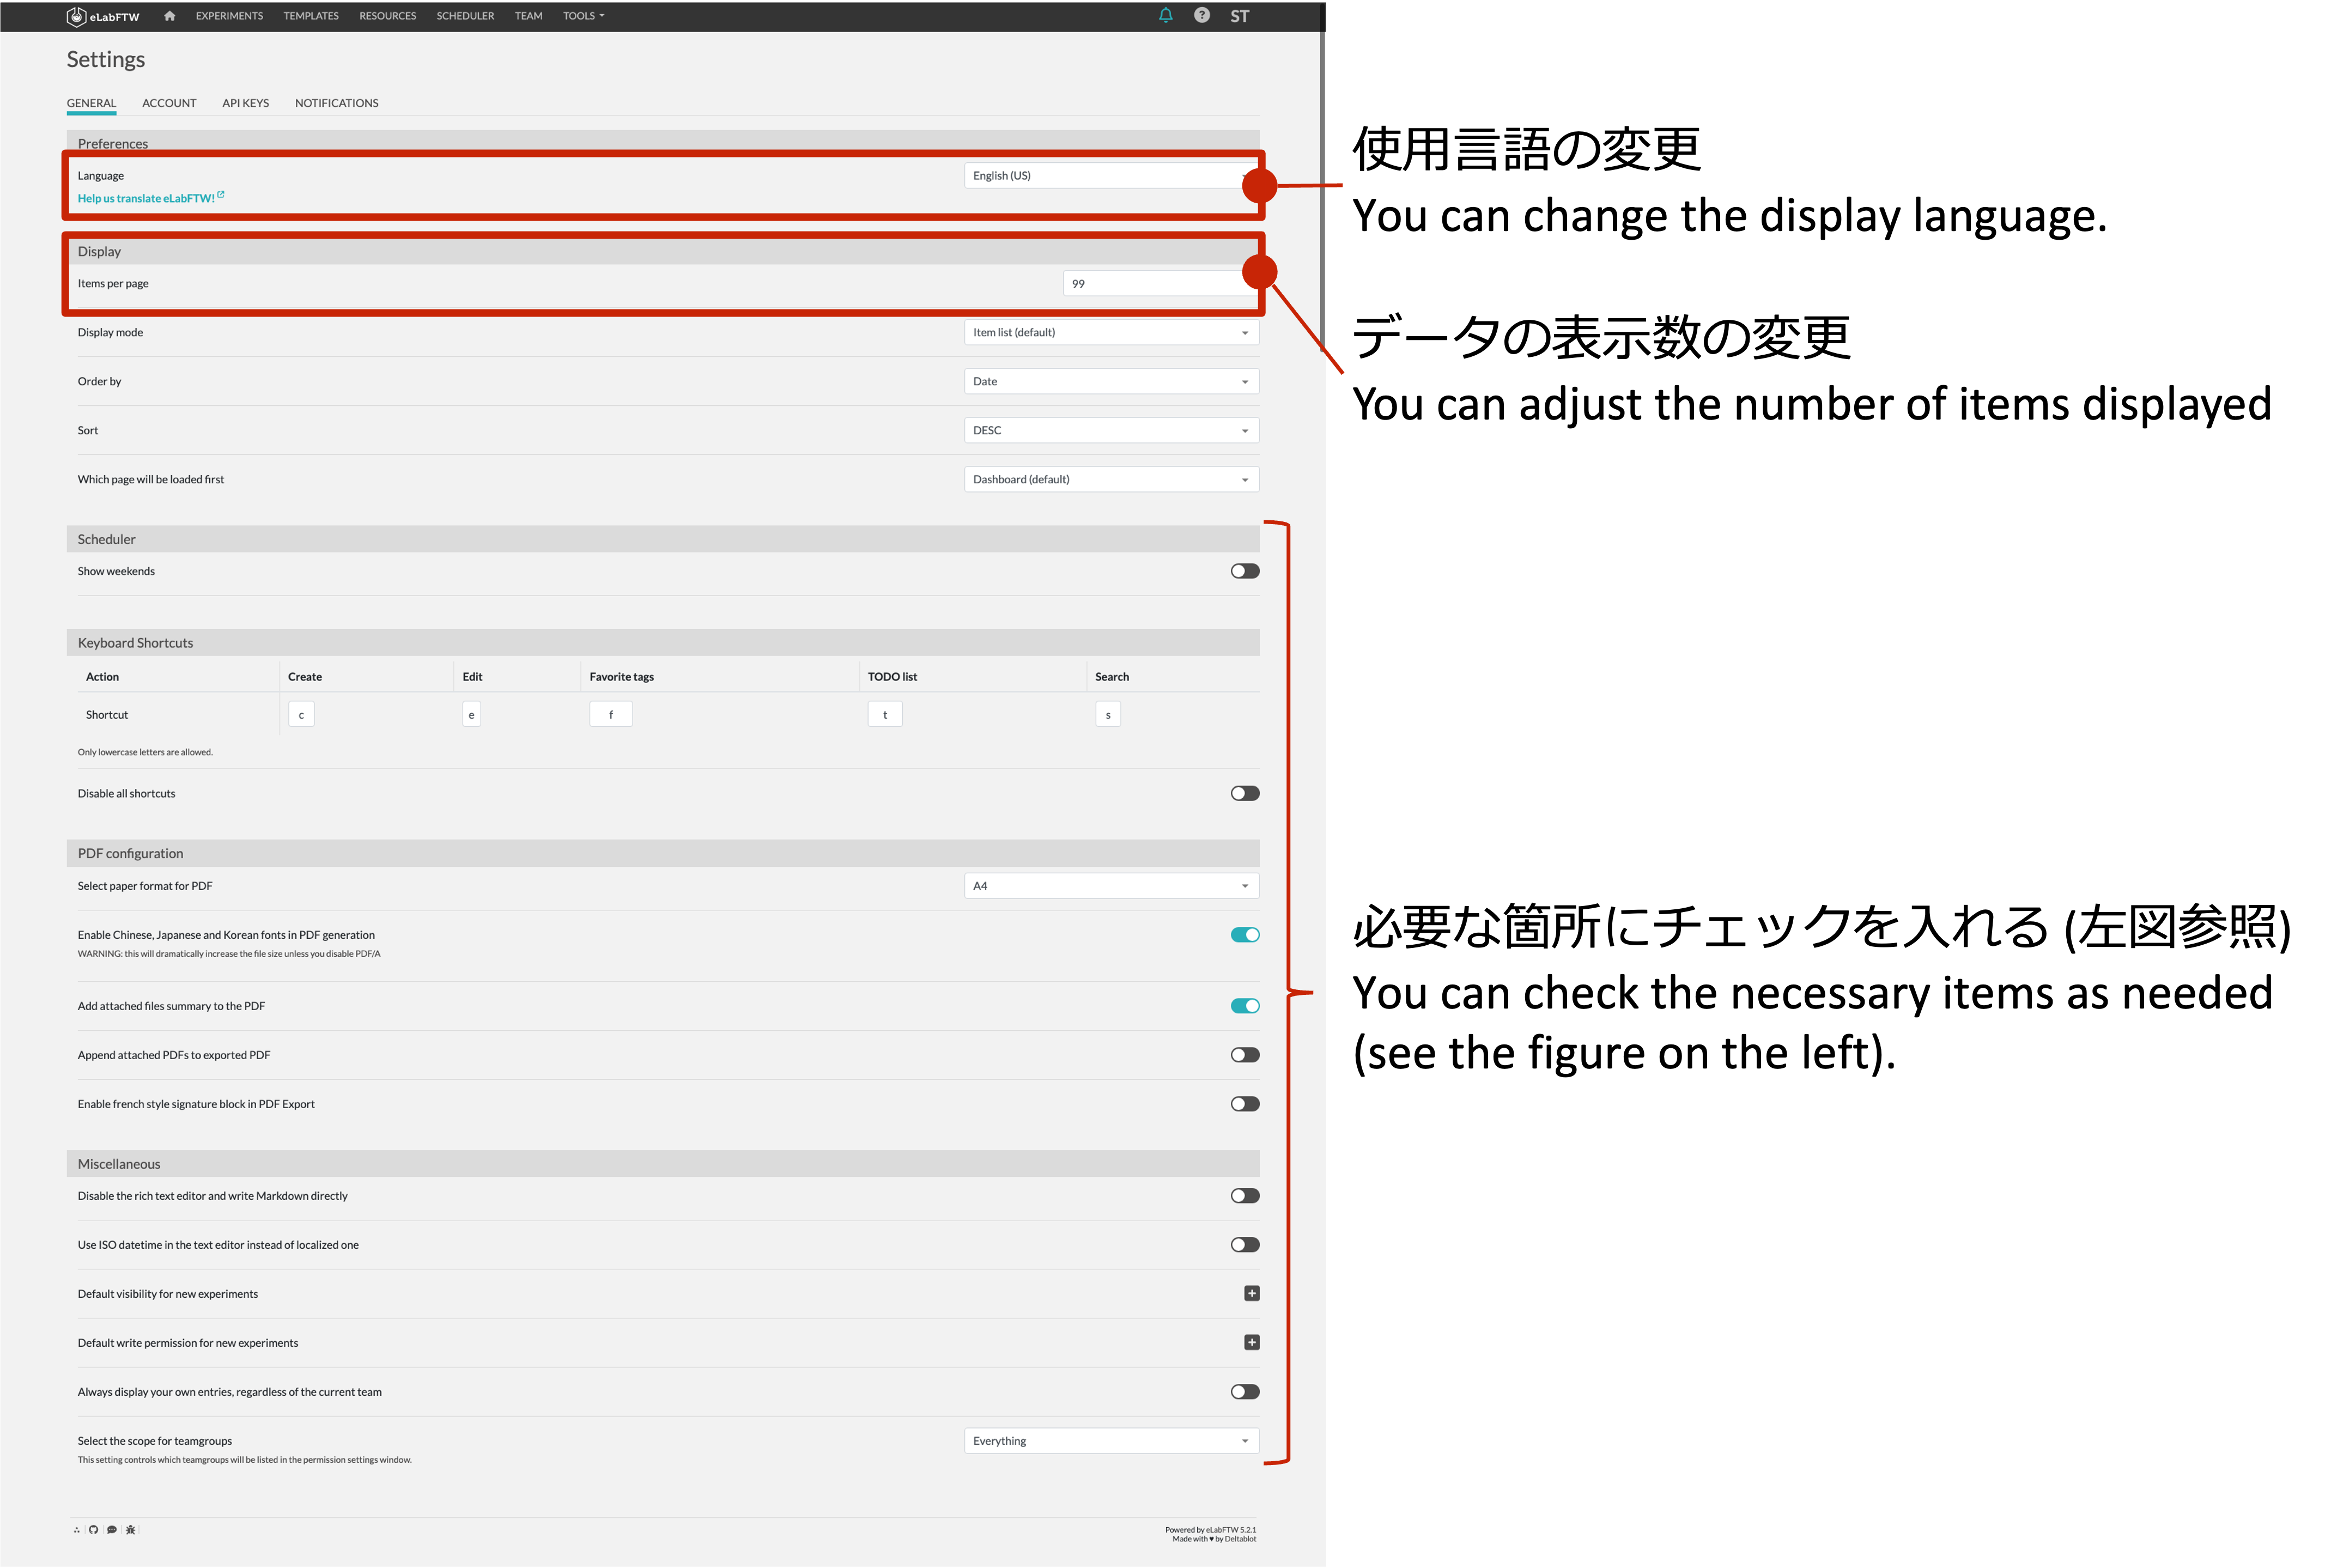 eLabFTW EXPERIMENTS TEMPLATES RESOURCES SCHEDULER TEAM TOOLS ? ST
Settings
GENERAL ACCOUNT API KEYS NOTIFICATIONS
Preferences
Language English (US)
Help us translate eLabFTW!
使用言語の変更
You can change the display language.
Display
Items per page 99
データの表示数の変更
You can adjust the number of items displayed
Display mode Item list (default)
Order by Date
Sort DESC
Which page will be loaded first Dashboard (default)
Scheduler
Show weekends
Keyboard Shortcuts
Action Create Edit Favorite tags TODO list Search
Shortcut c e f t s
Only lowercase letters are allowed.
Disable all shortcuts
PDF configuration
Select paper format for PDF A4
Enable Chinese, Japanese and Korean fonts in PDF generation
WARNING: this will dramatically increase the file size unless you disable PDF/A
Add attached files summary to the PDF
Append attached PDFs to exported PDF
Enable french style signature block in PDF Export
必要な箇所にチェックを入れる (左図参照)
You can check the necessary items as needed
(see the figure on the left).
Miscellaneous
Disable the rich text editor and write Markdown directly
Use ISO datetime in the text editor instead of localized one
Default visibility for new experiments
Default write permission for new experiments
Always display your own entries, regardless of the current team
Select the scope for teamgroups Everything
This setting controls which teamgroups will be listed in the permission settings window.
Powered by eLabFTW 5.2.1
Made with ♥ by Deltablot